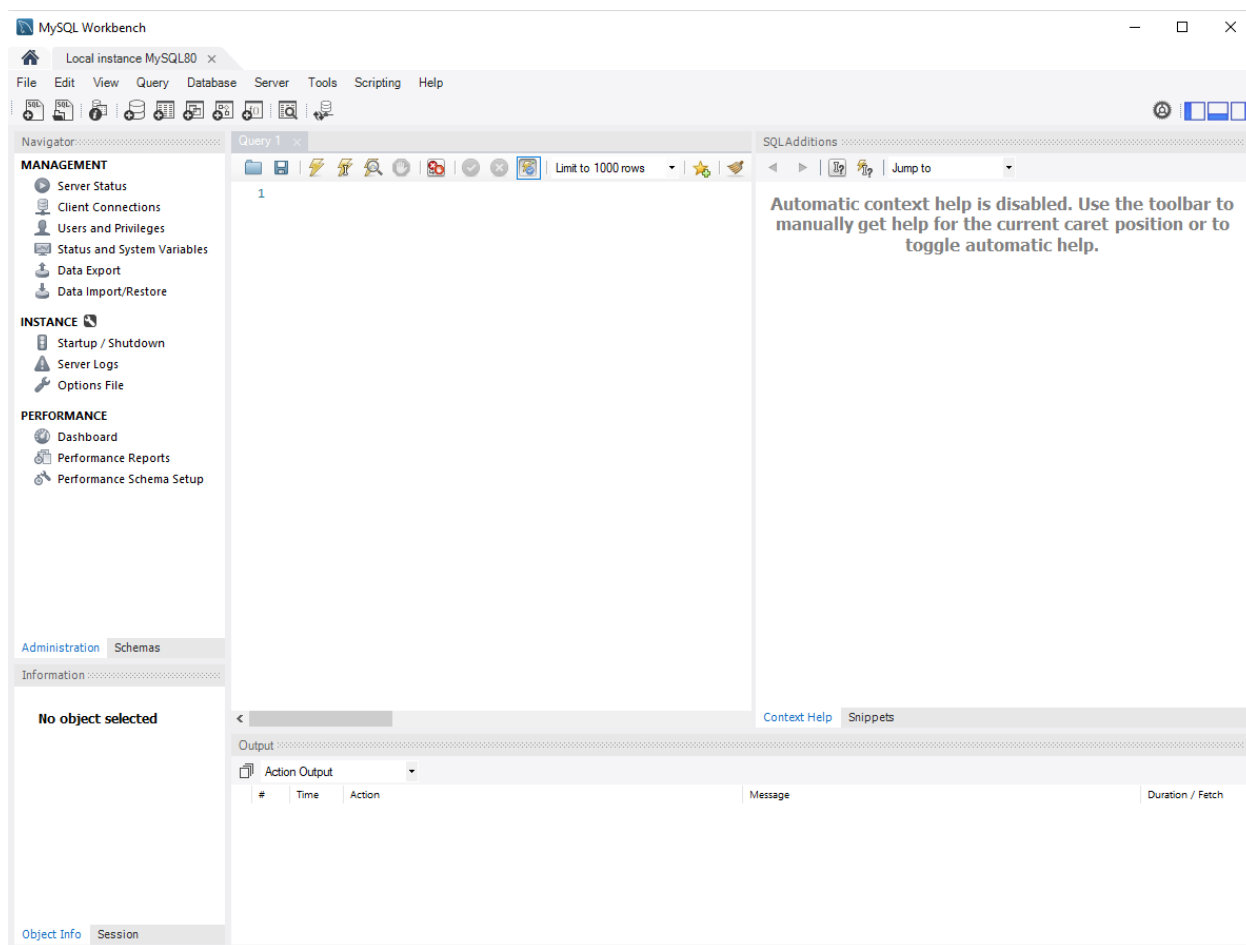 MySQL Workbench
Local instance MySQL80
File Edit View Query Database Server Tools Scripting Help
SQL SQL
Navigator
MANAGEMENT
Server Status
Client Connections
Users and Privileges
Status and System Variables
Data Export
Data Import/Restore
INSTANCE
Startup / Shutdown
Server Logs
Options File
PERFORMANCE
Dashboard
Performance Reports
Performance Schema Setup
Administration Schemas
Information
No object selected
Object Info Session
Query 1
Limit to 1000 rows
1
SQLAdditions
Jump to
Automatic context help is disabled. Use the toolbar to
manually get help for the current caret position or to
toggle automatic help.
Context Help Snippets
Output
Action Output
# Time Action Message Duration / Fetch